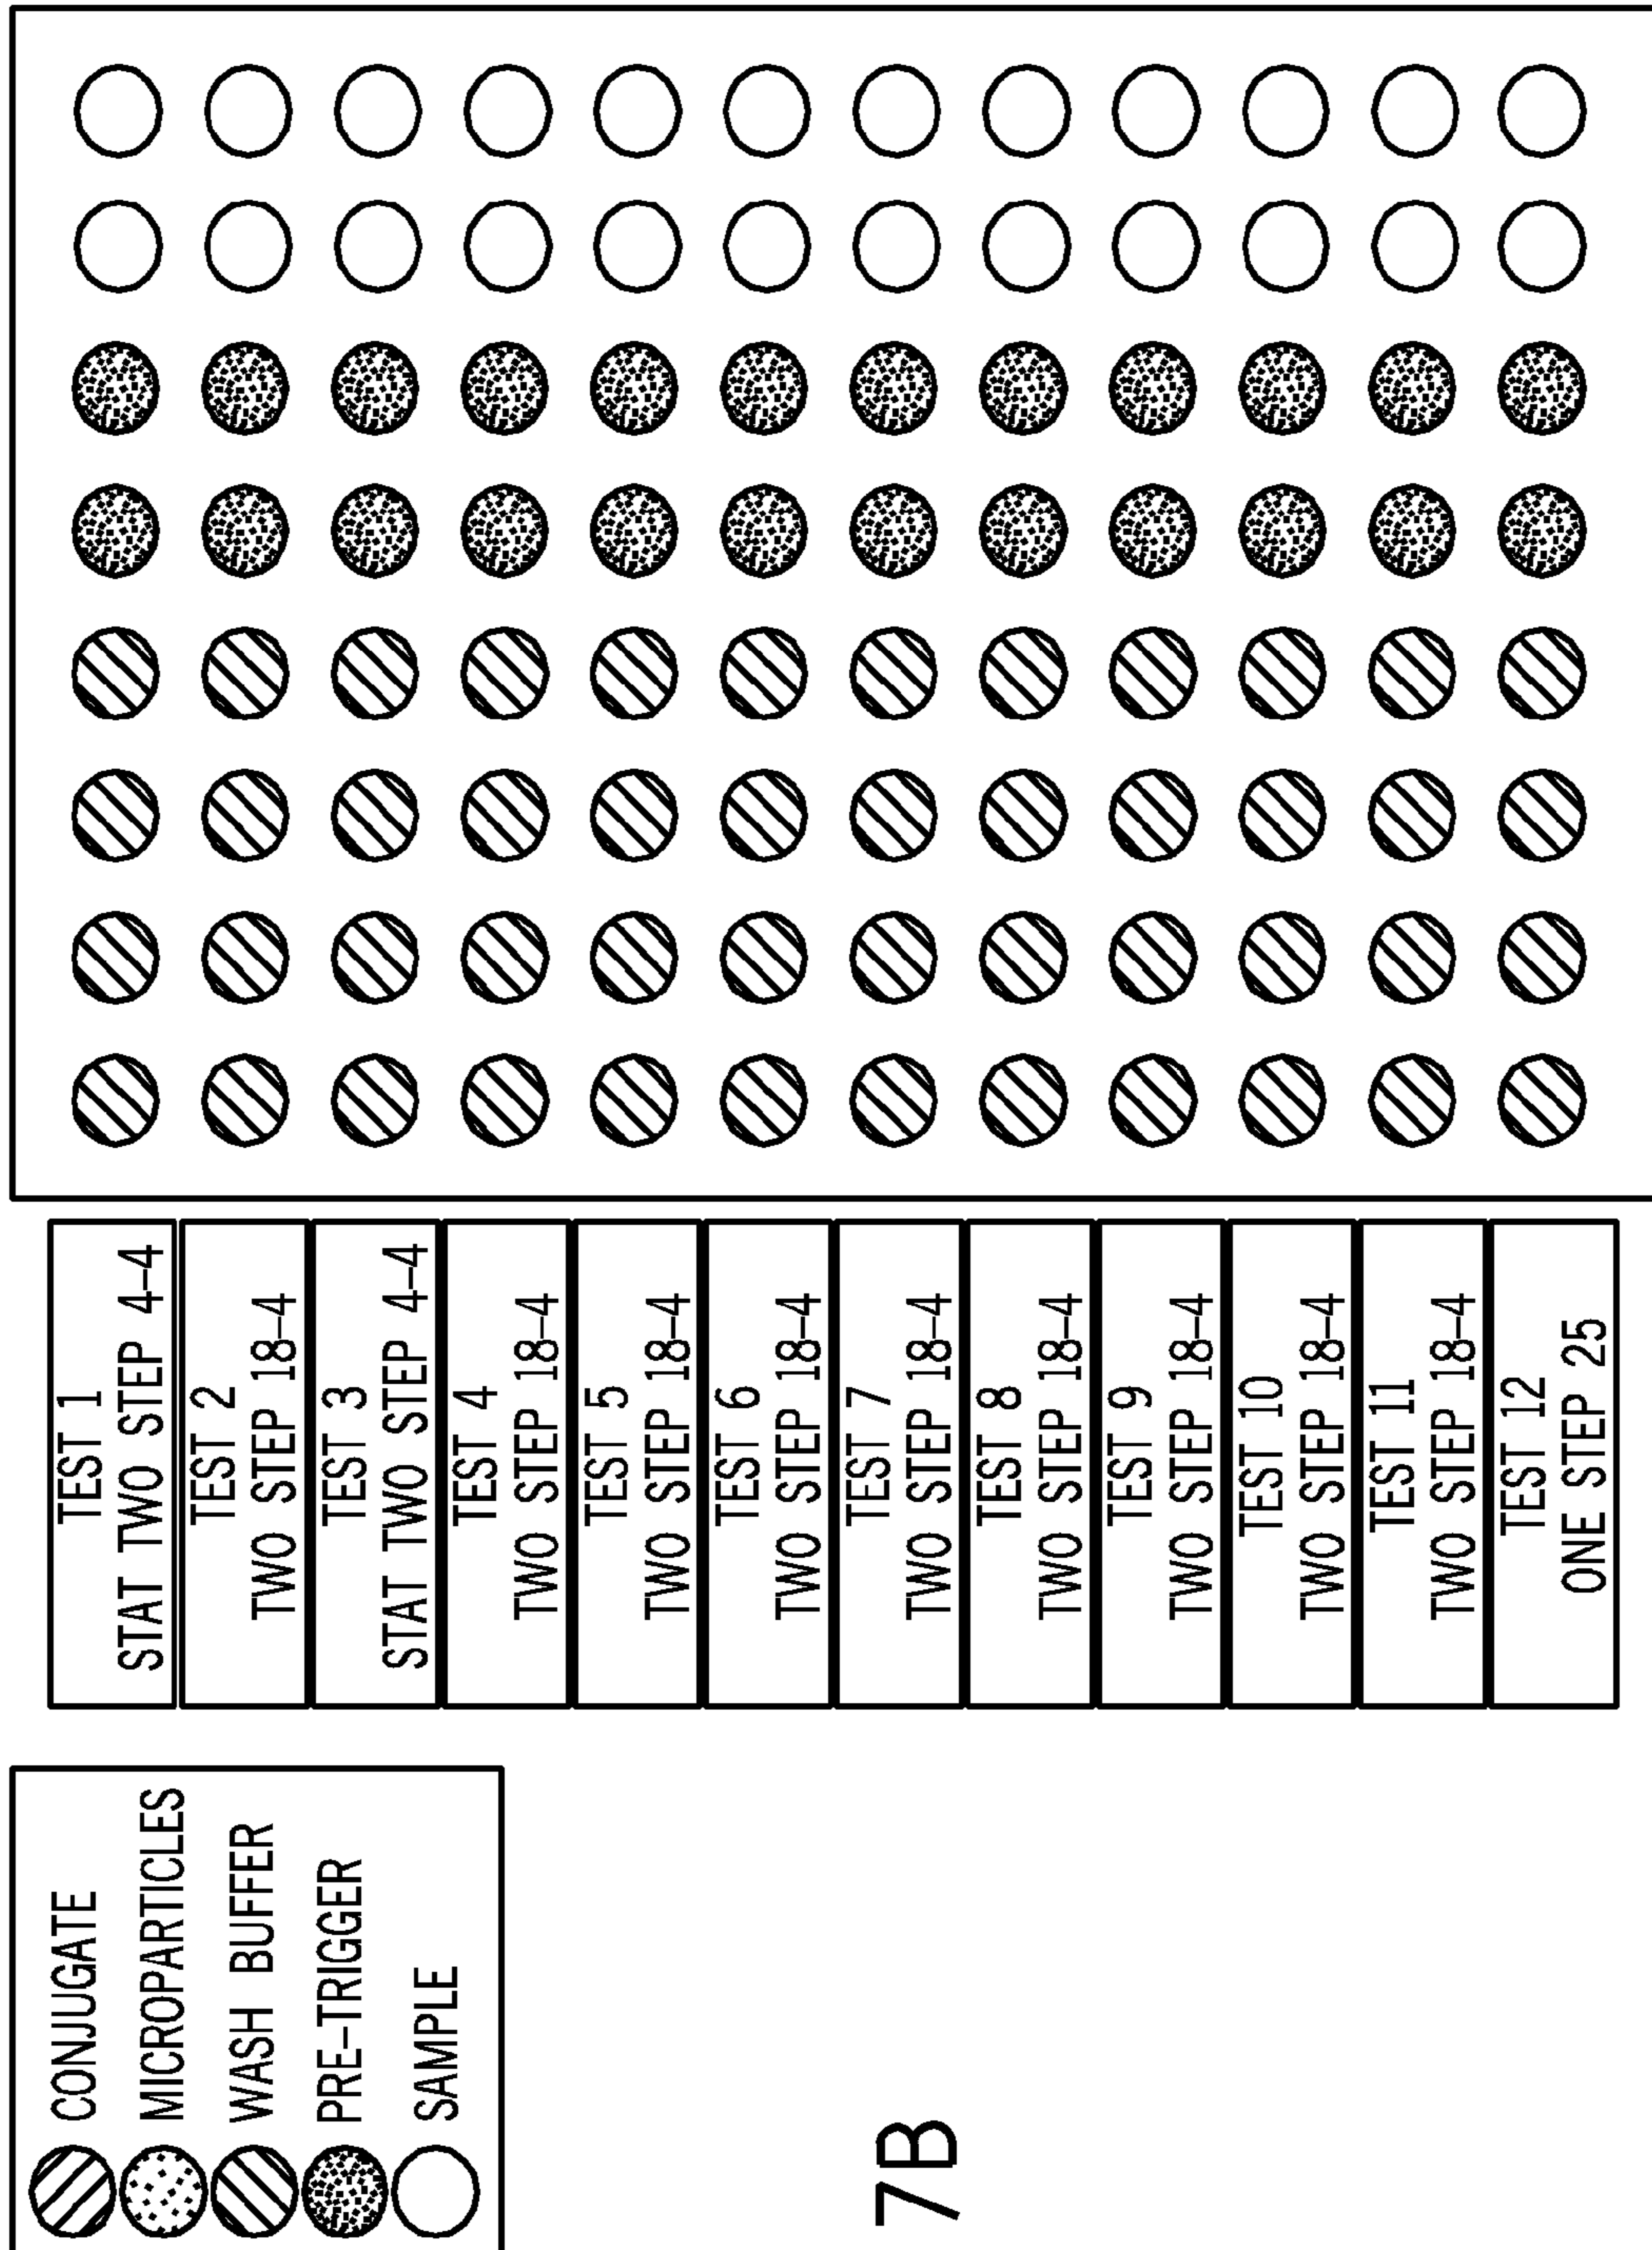 CONJUGATE
MICROPARTICLES
WASH BUFFER
PRE-TRIGGER
SAMPLE
TEST 1
STAT TWO STEP 4-4
TEST 2
TWO STEP 18-4
TEST 3
STAT TWO STEP 4-4
TEST 4
TWO STEP 18-4
TEST 5
TWO STEP 18-4
TEST 6
TWO STEP 18-4
TEST 7
TWO STEP 18-4
TEST 8
TWO STEP 18-4
TEST 9
TWO STEP 18-4
TEST 10
TWO STEP 18-4
TEST 11
TWO STEP 18-4
TEST 12
ONE STEP 25
7B